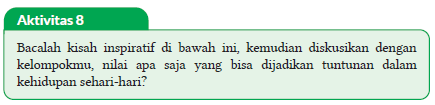 Aktivitas 8
Bacalah kisah inspiratif di bawah ini, kemudian diskusikan dengan
kelompokmu, nilai apa saja yang bisa dijadikan tuntunan dalam
kehidupan sehari-hari?